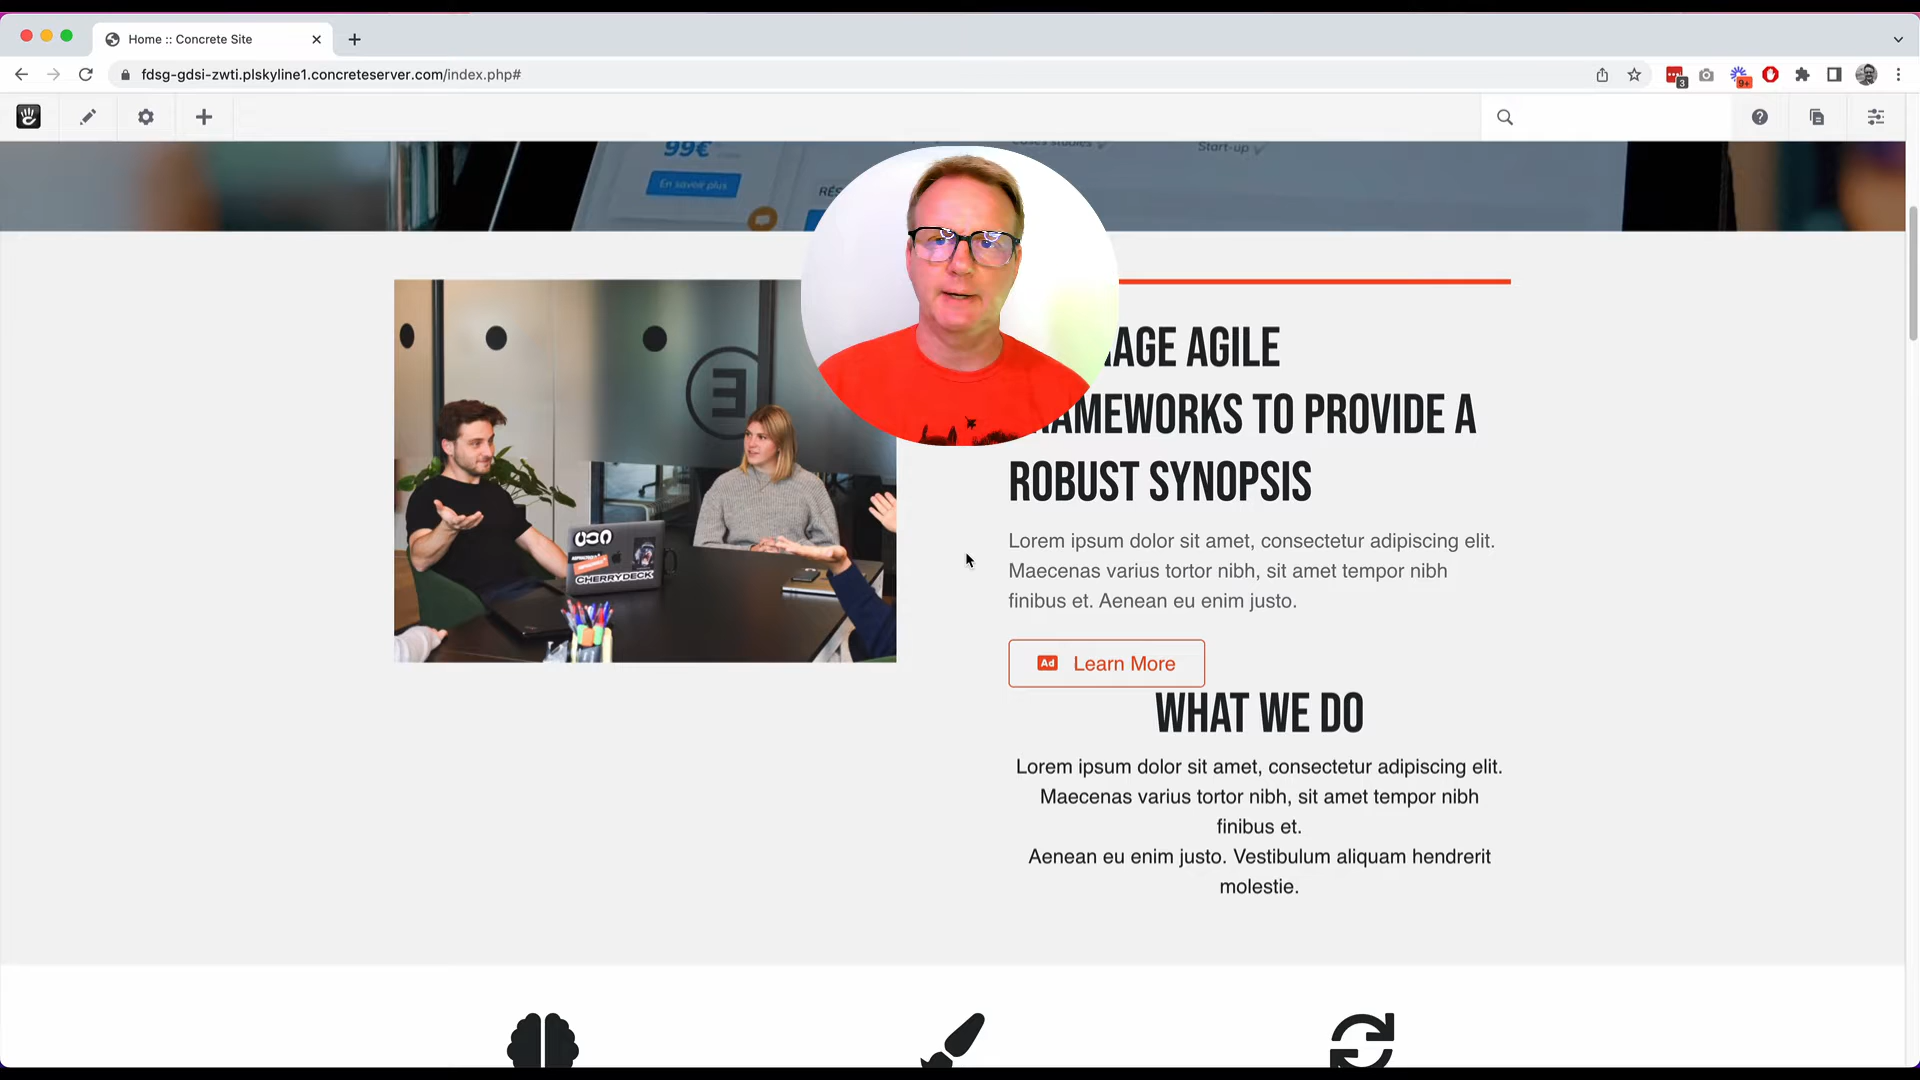 Home :: Concrete Site
fdsg-gdsi-zwti.plskyline1.concreteserver.com/index.php#
3
9+
99€
En savoir plus
Start-up
AGE AGILE
AMEWORKS TO PROVIDE A
ROBUST SYNOPSIS
Lorem ipsum dolor sit amet, consectetur adipiscing elit.
Maecenas varius tortor nibh, sit amet tempor nibh
finibus et. Aenean eu enim justo.
CHERRYDECK
Ad Learn More
WHAT WE DO
Lorem ipsum dolor sit amet, consectetur adipiscing elit.
Maecenas varius tortor nibh, sit amet tempor nibh
finibus et.
Aenean eu enim justo. Vestibulum aliquam hendrerit
molestie.